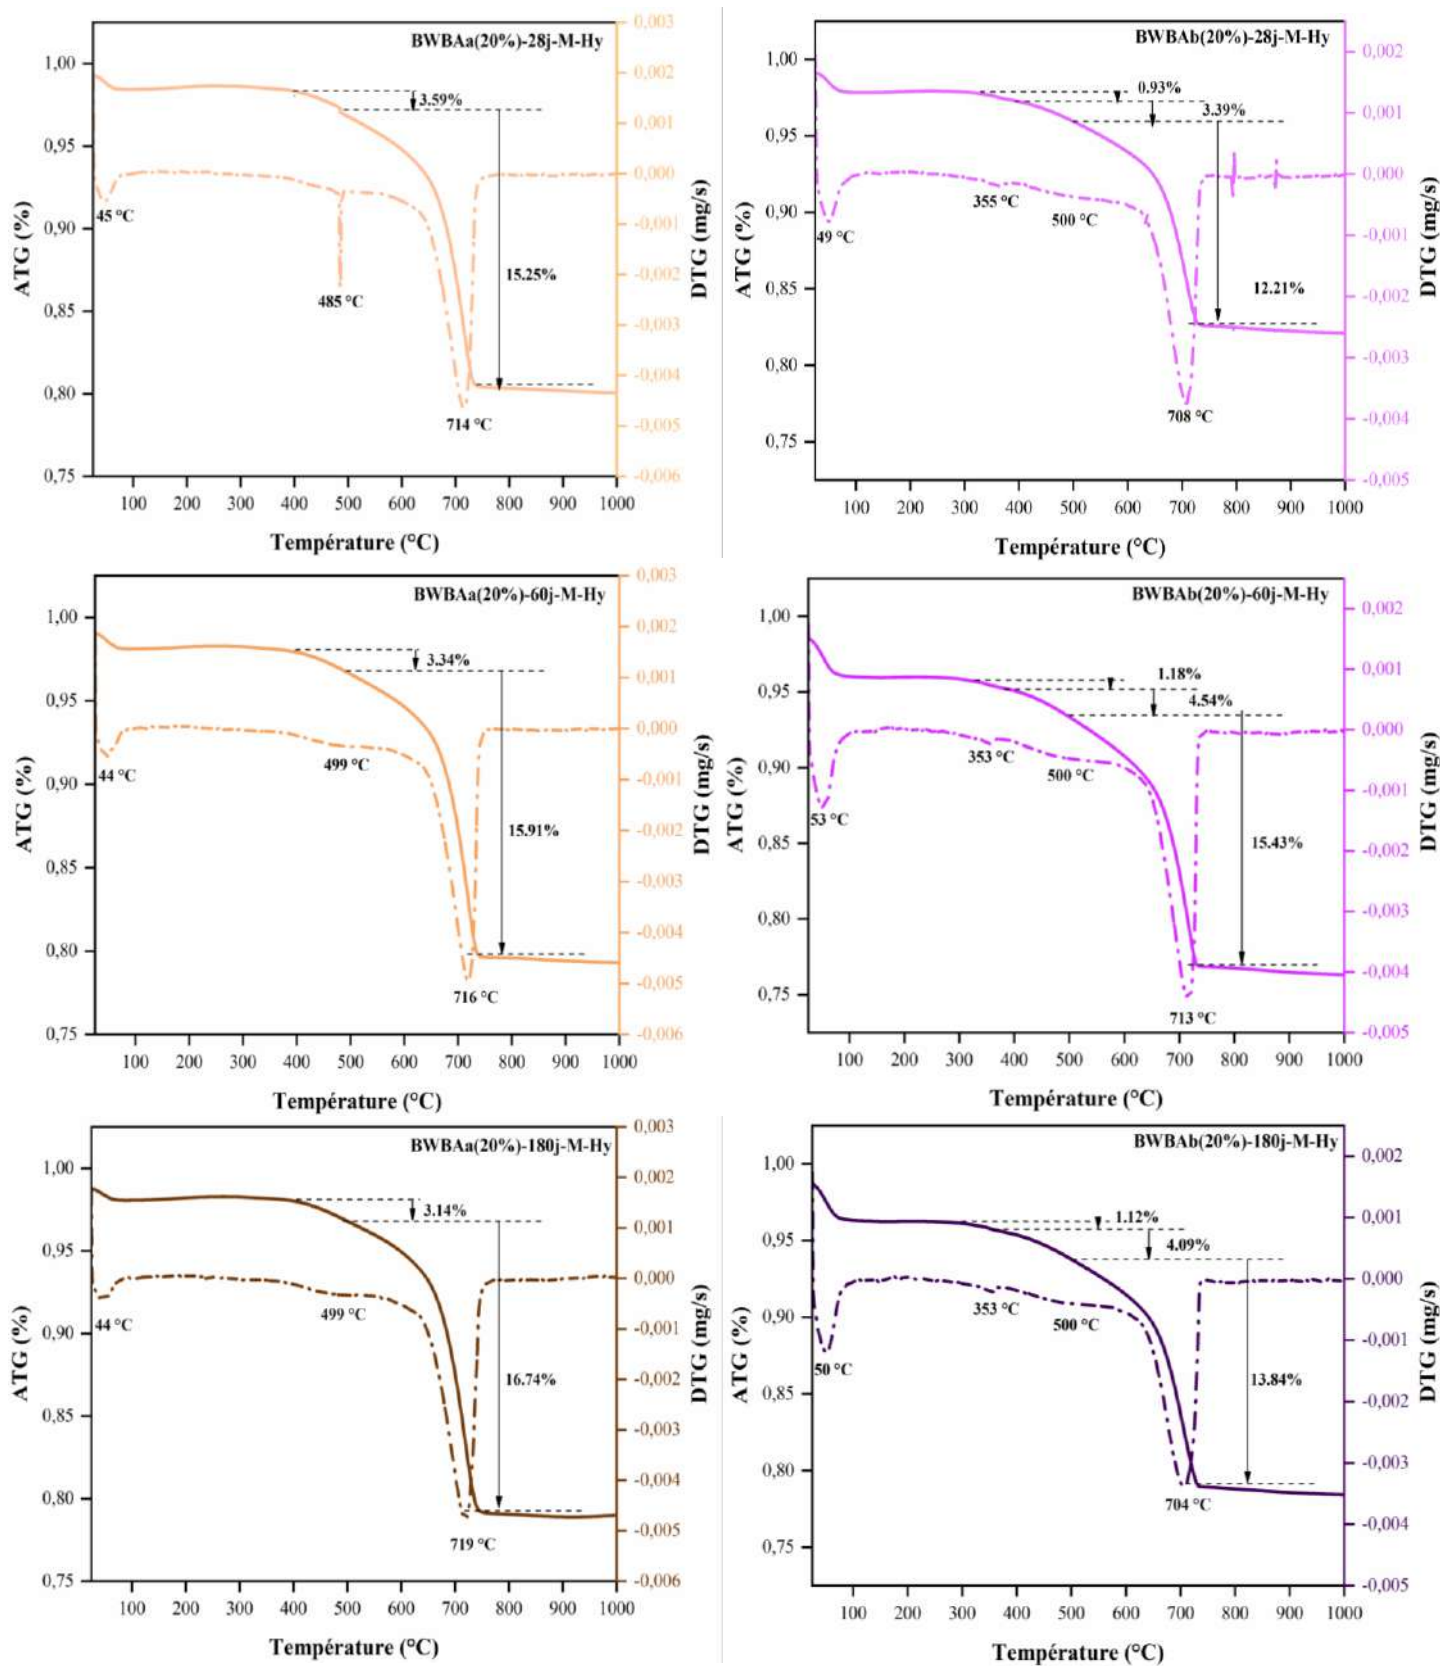 BWBAa(20%)-28j-M-Hy
ATG (%)
1,00
0,95
0,90
0,85
0,80
0,75
3.59%
15.25%
45 °C
485 °C
714 °C
0,003
0,002
0,001
0,000
-0,001
-0,002
-0,003
-0,004
-0,005
-0,006
DTG (mg/s)
100 200 300 400 500 600 700 800 900 1000
Température (°C)
BWBAb(20%)-28j-M-Hy
ATG (%)
1,00
0,95
0,90
0,85
0,80
0,75
0.93%
3.39%
12.21%
49 °C
355 °C
500 °C
708 °C
0,002
0,001
0,000
-0,001
-0,002
-0,003
-0,004
-0,005
DTG (mg/s)
100 200 300 400 500 600 700 800 900 1000
Température (°C)
BWBAa(20%)-60j-M-Hy
ATG (%)
1,00
0,95
0,90
0,85
0,80
0,75
3.34%
15.91%
44 °C
499 °C
716 °C
0,003
0,002
0,001
0,000
-0,001
-0,002
-0,003
-0,004
-0,005
-0,006
DTG (mg/s)
100 200 300 400 500 600 700 800 900 1000
Température (°C)
BWBAb(20%)-60j-M-Hy
ATG (%)
1,00
0,95
0,90
0,85
0,80
0,75
1.18%
4.54%
15.43%
53 °C
353 °C
500 °C
713 °C
0,002
0,001
0,000
-0,001
-0,002
-0,003
-0,004
-0,005
DTG (mg/s)
100 200 300 400 500 600 700 800 900 1000
Température (°C)
BWBAa(20%)-180j-M-Hy
ATG (%)
1,00
0,95
0,90
0,85
0,80
0,75
3.14%
16.74%
44 °C
499 °C
719 °C
0,003
0,002
0,001
0,000
-0,001
-0,002
-0,003
-0,004
-0,005
-0,006
DTG (mg/s)
100 200 300 400 500 600 700 800 900 1000
Température (°C)
BWBAb(20%)-180j-M-Hy
ATG (%)
1,00
0,95
0,90
0,85
0,80
0,75
1.12%
4.09%
13.84%
50 °C
353 °C
500 °C
704 °C
0,002
0,001
0,000
-0,001
-0,002
-0,003
-0,004
-0,005
DTG (mg/s)
100 200 300 400 500 600 700 800 900 1000
Température (°C)